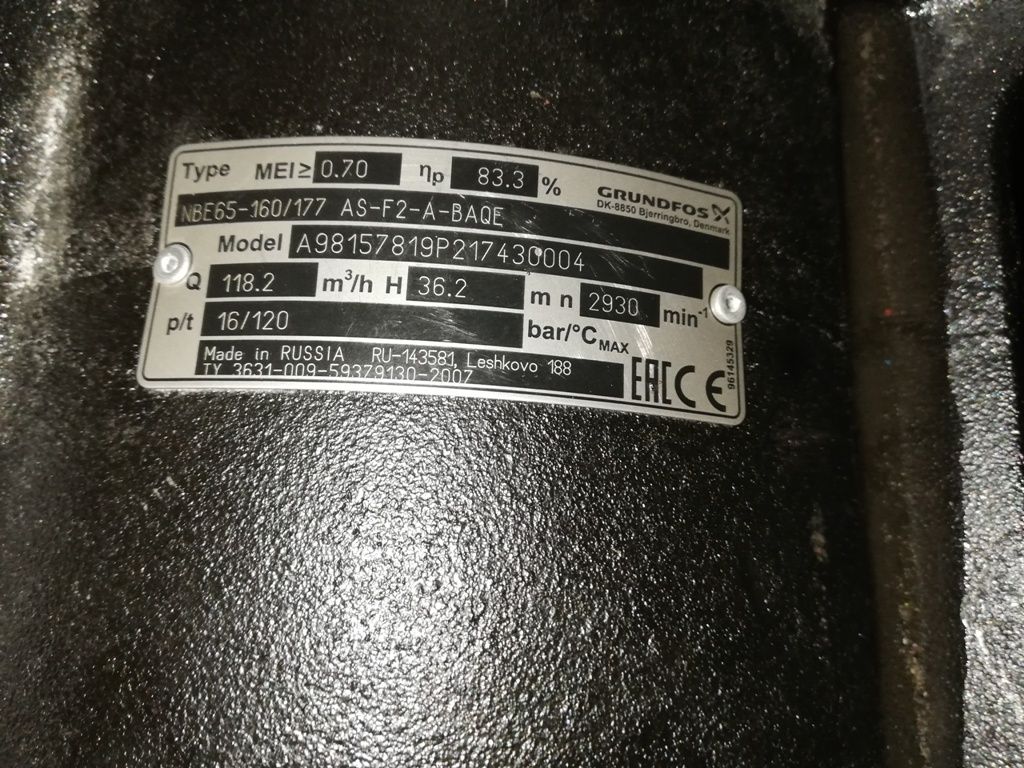 Type MEI≥ 0.70 ηp 83.3 %
GRUNDFOS
DK-8850 Bjerringbro, Denmark
NBE65-160/177 AS-F2-A-BAQE
Model A98157819P217430004
Q 118.2 m³/h H 36.2 m n 2930 min⁻¹
p/t 16/120 bar/°C MAX
Made in RUSSIA RU-143581, Leshkovo 188
ТУ 3631-009-59379130-2007
EAC CE
96145329